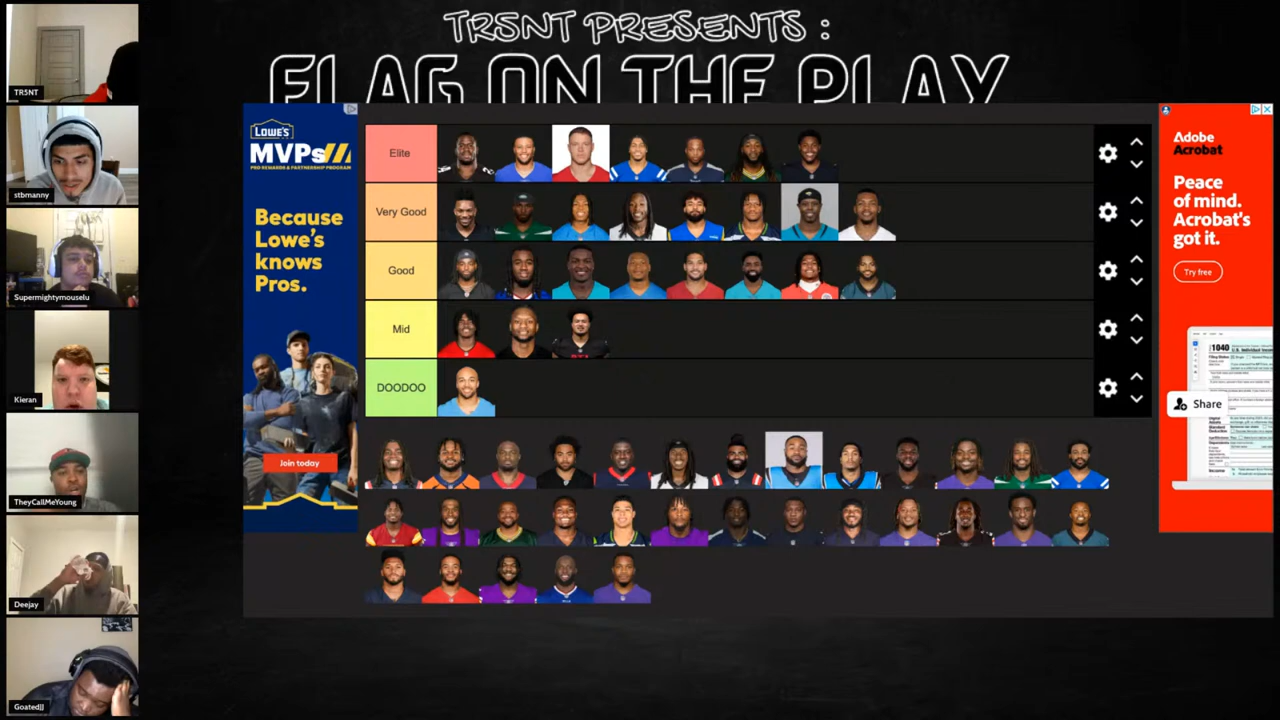 TR5NT PRESENTS :
FLAG ON THE PLAY
TR5NT
stbmanny
Supermightymouselu
Kieran
TheyCallMeYoung
Deejay
GoatedJJ
LOWE'S
MVPs
PRO REWARDS & PARTNERSHIP PROGRAM
Because
Lowe's
knows
Pros.
Join today
Elite
Very Good
Good
Mid
DOODOO
Adobe
Acrobat
Peace
of mind.
Acrobat's
got it.
Try free
1040
Share